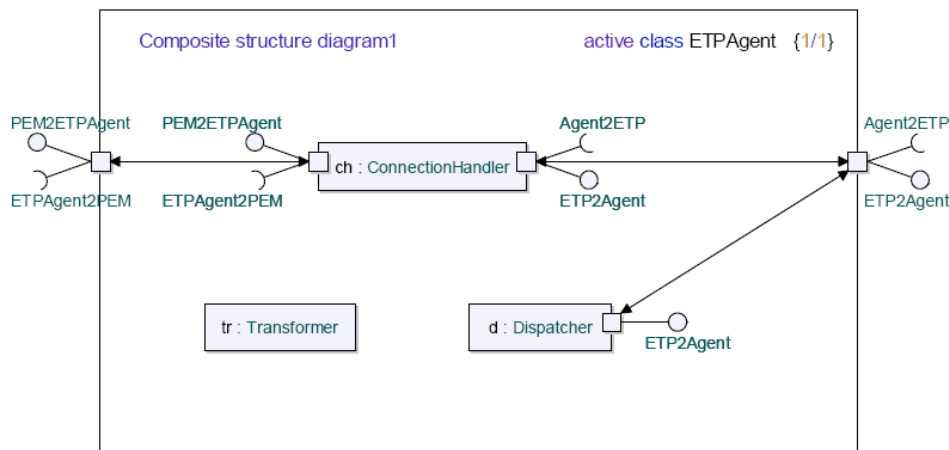 Composite structure diagram1
active class ETPAgent {1/1}
PEM2ETPAgent
PEM2ETPAgent
Agent2ETP
Agent2ETP
ch : ConnectionHandler
ETPAgent2PEM
ETPAgent2PEM
ETP2Agent
ETP2Agent
tr : Transformer
d : Dispatcher
ETP2Agent